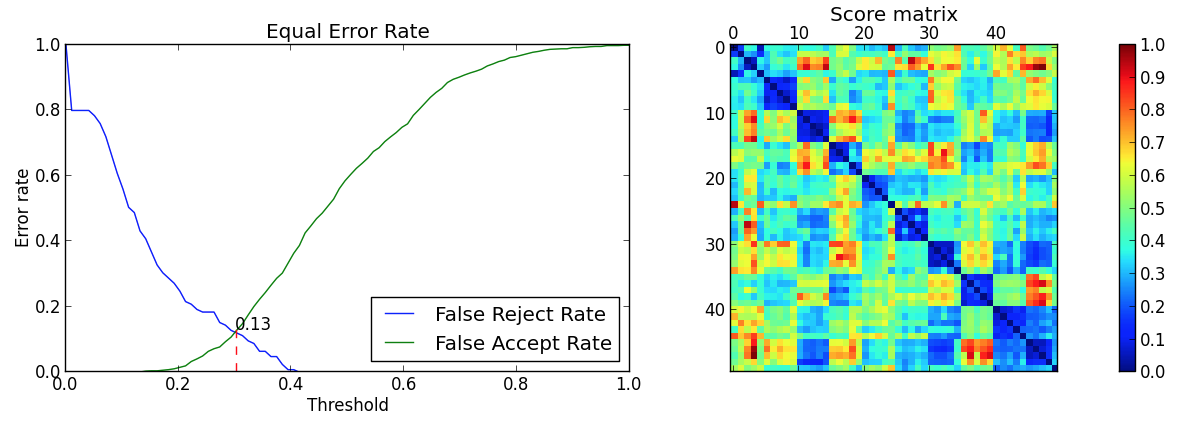 Equal Error Rate
1.0
0.8
0.6
0.4
0.2
0.0
Error rate
0.13
False Reject Rate
False Accept Rate
0.0 0.2 0.4 0.6 0.8 1.0
Threshold
Score matrix
0 10 20 30 40
0
10
20
30
40
1.0
0.9
0.8
0.7
0.6
0.5
0.4
0.3
0.2
0.1
0.0